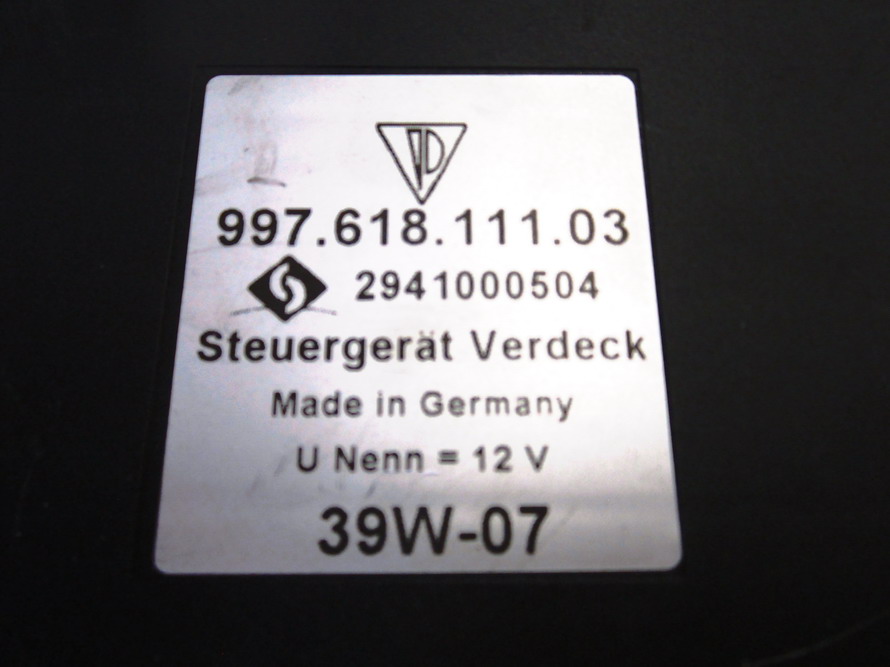 997.618.111.03
2941000504
Steuergerät Verdeck
Made in Germany
U Nenn = 12 V
39W-07